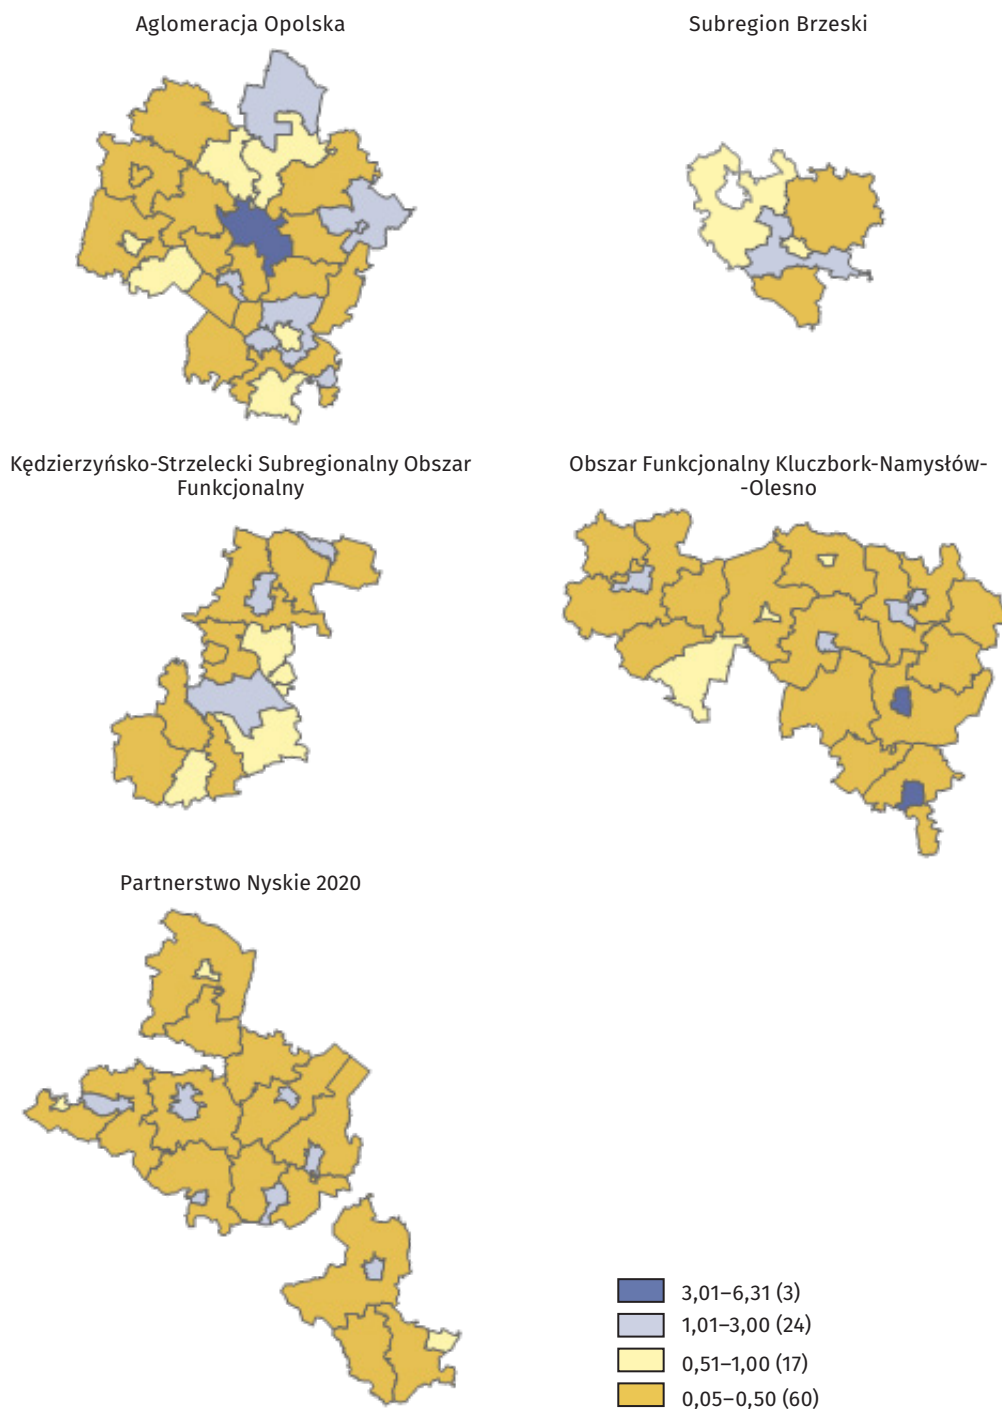 Aglomeracja Opolska
Subregion Brzeski
Kędzierzyńsko-Strzelecki Subregionalny Obszar
Funkcjonalny
Obszar Funkcjonalny Kluczbork-Namysłów-
-Olesno
Partnerstwo Nyskie 2020
3,01–6,31 (3)
1,01–3,00 (24)
0,51–1,00 (17)
0,05–0,50 (60)